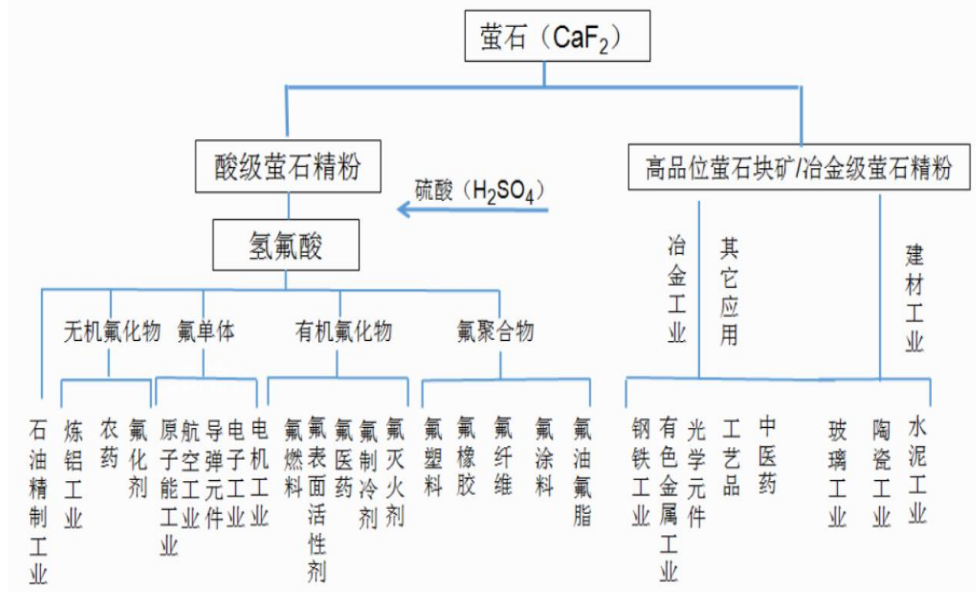 萤石（CaF₂）
酸级萤石精粉
高品位萤石块矿/冶金级萤石精粉
硫酸（H₂SO₄）
氢氟酸
冶金工业
其它应用
建材工业
无机氟化物
氟单体
有机氟化物
氟聚合物
石油精制工业
炼铝工业
农药
氟化剂
原子能工业
航空工业
导弹元件
电子工业
电机工业
氟燃料
氟表面活性剂
氟医药
氟制冷剂
氟灭火剂
氟塑料
氟橡胶
氟纤维
氟涂料
氟油氟脂
钢铁工业
有色金属工业
光学元件
工艺品
中医药
玻璃工业
陶瓷工业
水泥工业